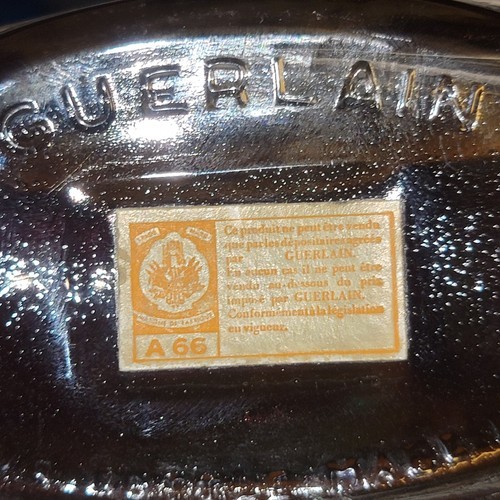 GUERLAIN
Ce produit ne peut être vendu
que par les dépositaires agréés
par GUERLAIN.
En aucun cas il ne peut être
vendu au-dessous du prix
imposé par GUERLAIN.
Conformément à la législation
en vigueur.
A 66